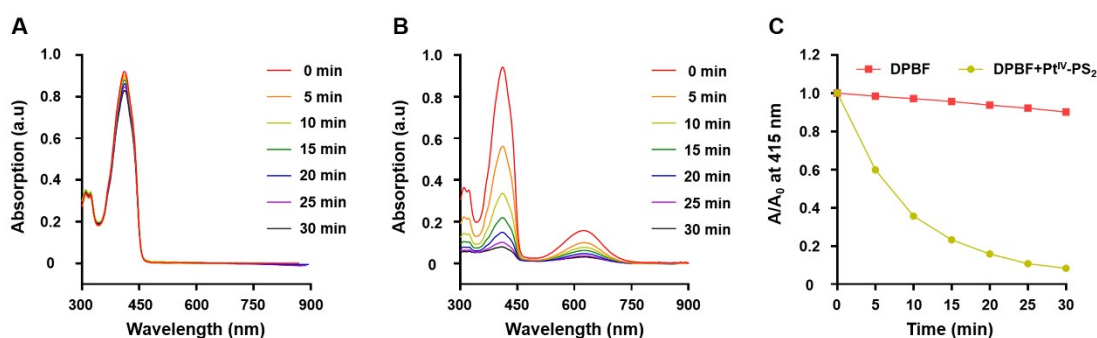 A
Absorption (a.u)
1.0
0.8
0.6
0.4
0.2
0
300
450
600
750
900
Wavelength (nm)
0 min
5 min
10 min
15 min
20 min
25 min
30 min
B
Absorption (a.u)
1.0
0.8
0.6
0.4
0.2
0
300
450
600
750
900
Wavelength (nm)
0 min
5 min
10 min
15 min
20 min
25 min
30 min
C
A/A₀ at 415 nm
1.2
1.0
0.8
0.6
0.4
0.2
0
0
5
10
15
20
25
30
Time (min)
DPBF
DPBF+Ptᴵⱽ-PS₂